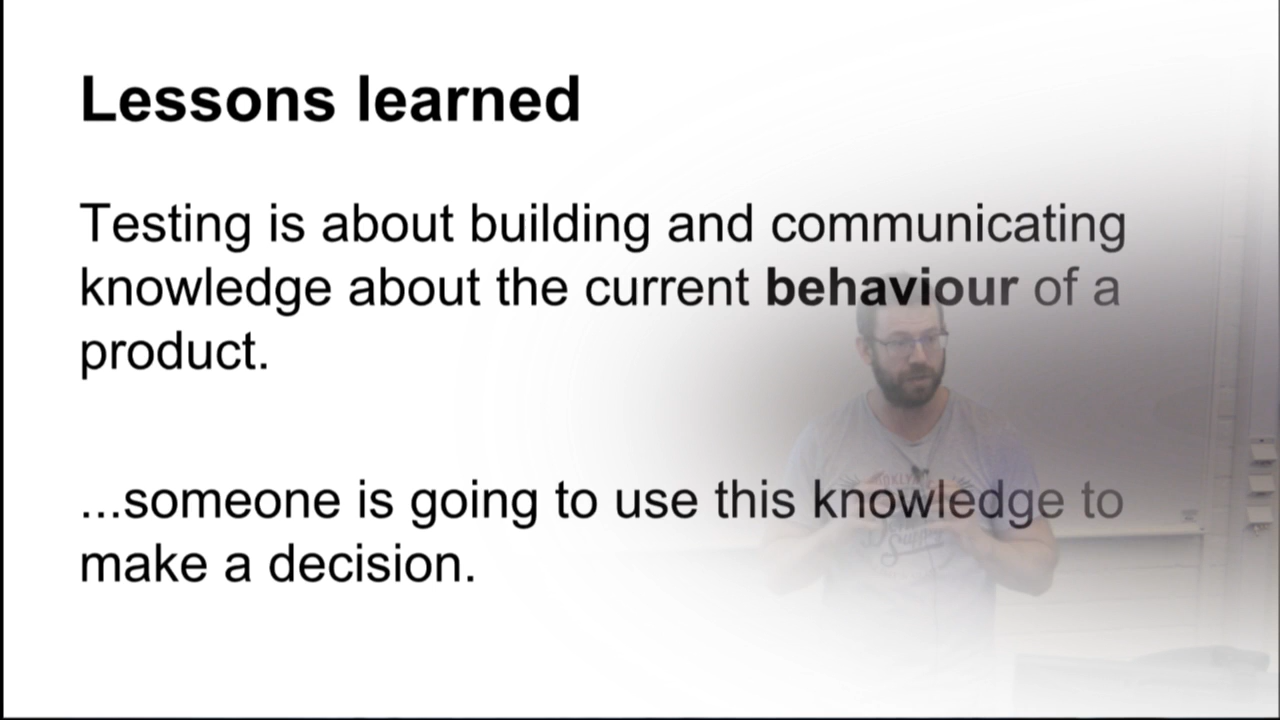 Lessons learned
Testing is about building and communicating
knowledge about the current behaviour of a
product.
...someone is going to use this knowledge to
make a decision.